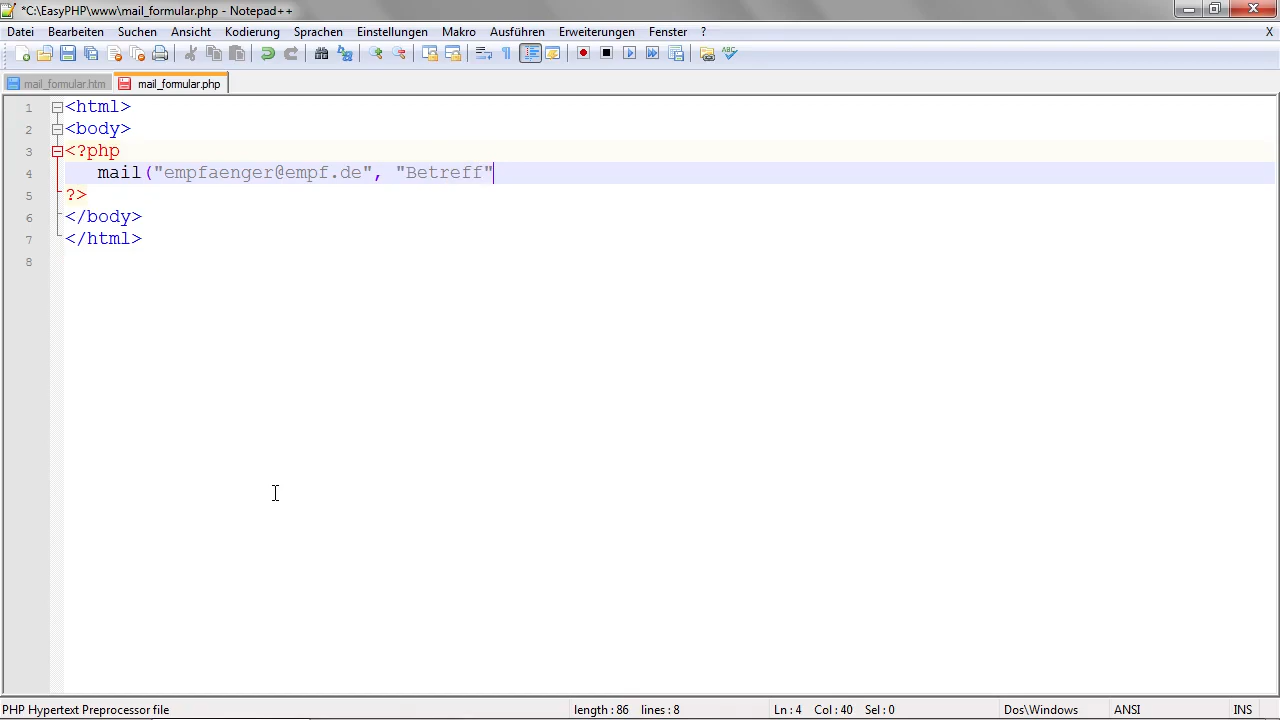 *C:\EasyPHP\www\mail_formular.php - Notepad++
Datei Bearbeiten Suchen Ansicht Kodierung Sprachen Einstellungen Makro Ausführen Erweiterungen Fenster ? X
mail_formular.htm mail_formular.php
1 <html>
2 <body>
3 <?php
4 mail("empfaenger@empf.de", "Betreff"
5 ?>
6 </body>
7 </html>
8
PHP Hypertext Preprocessor file length : 86 lines : 8 Ln : 4 Col : 40 Sel : 0 Dos\Windows ANSI INS